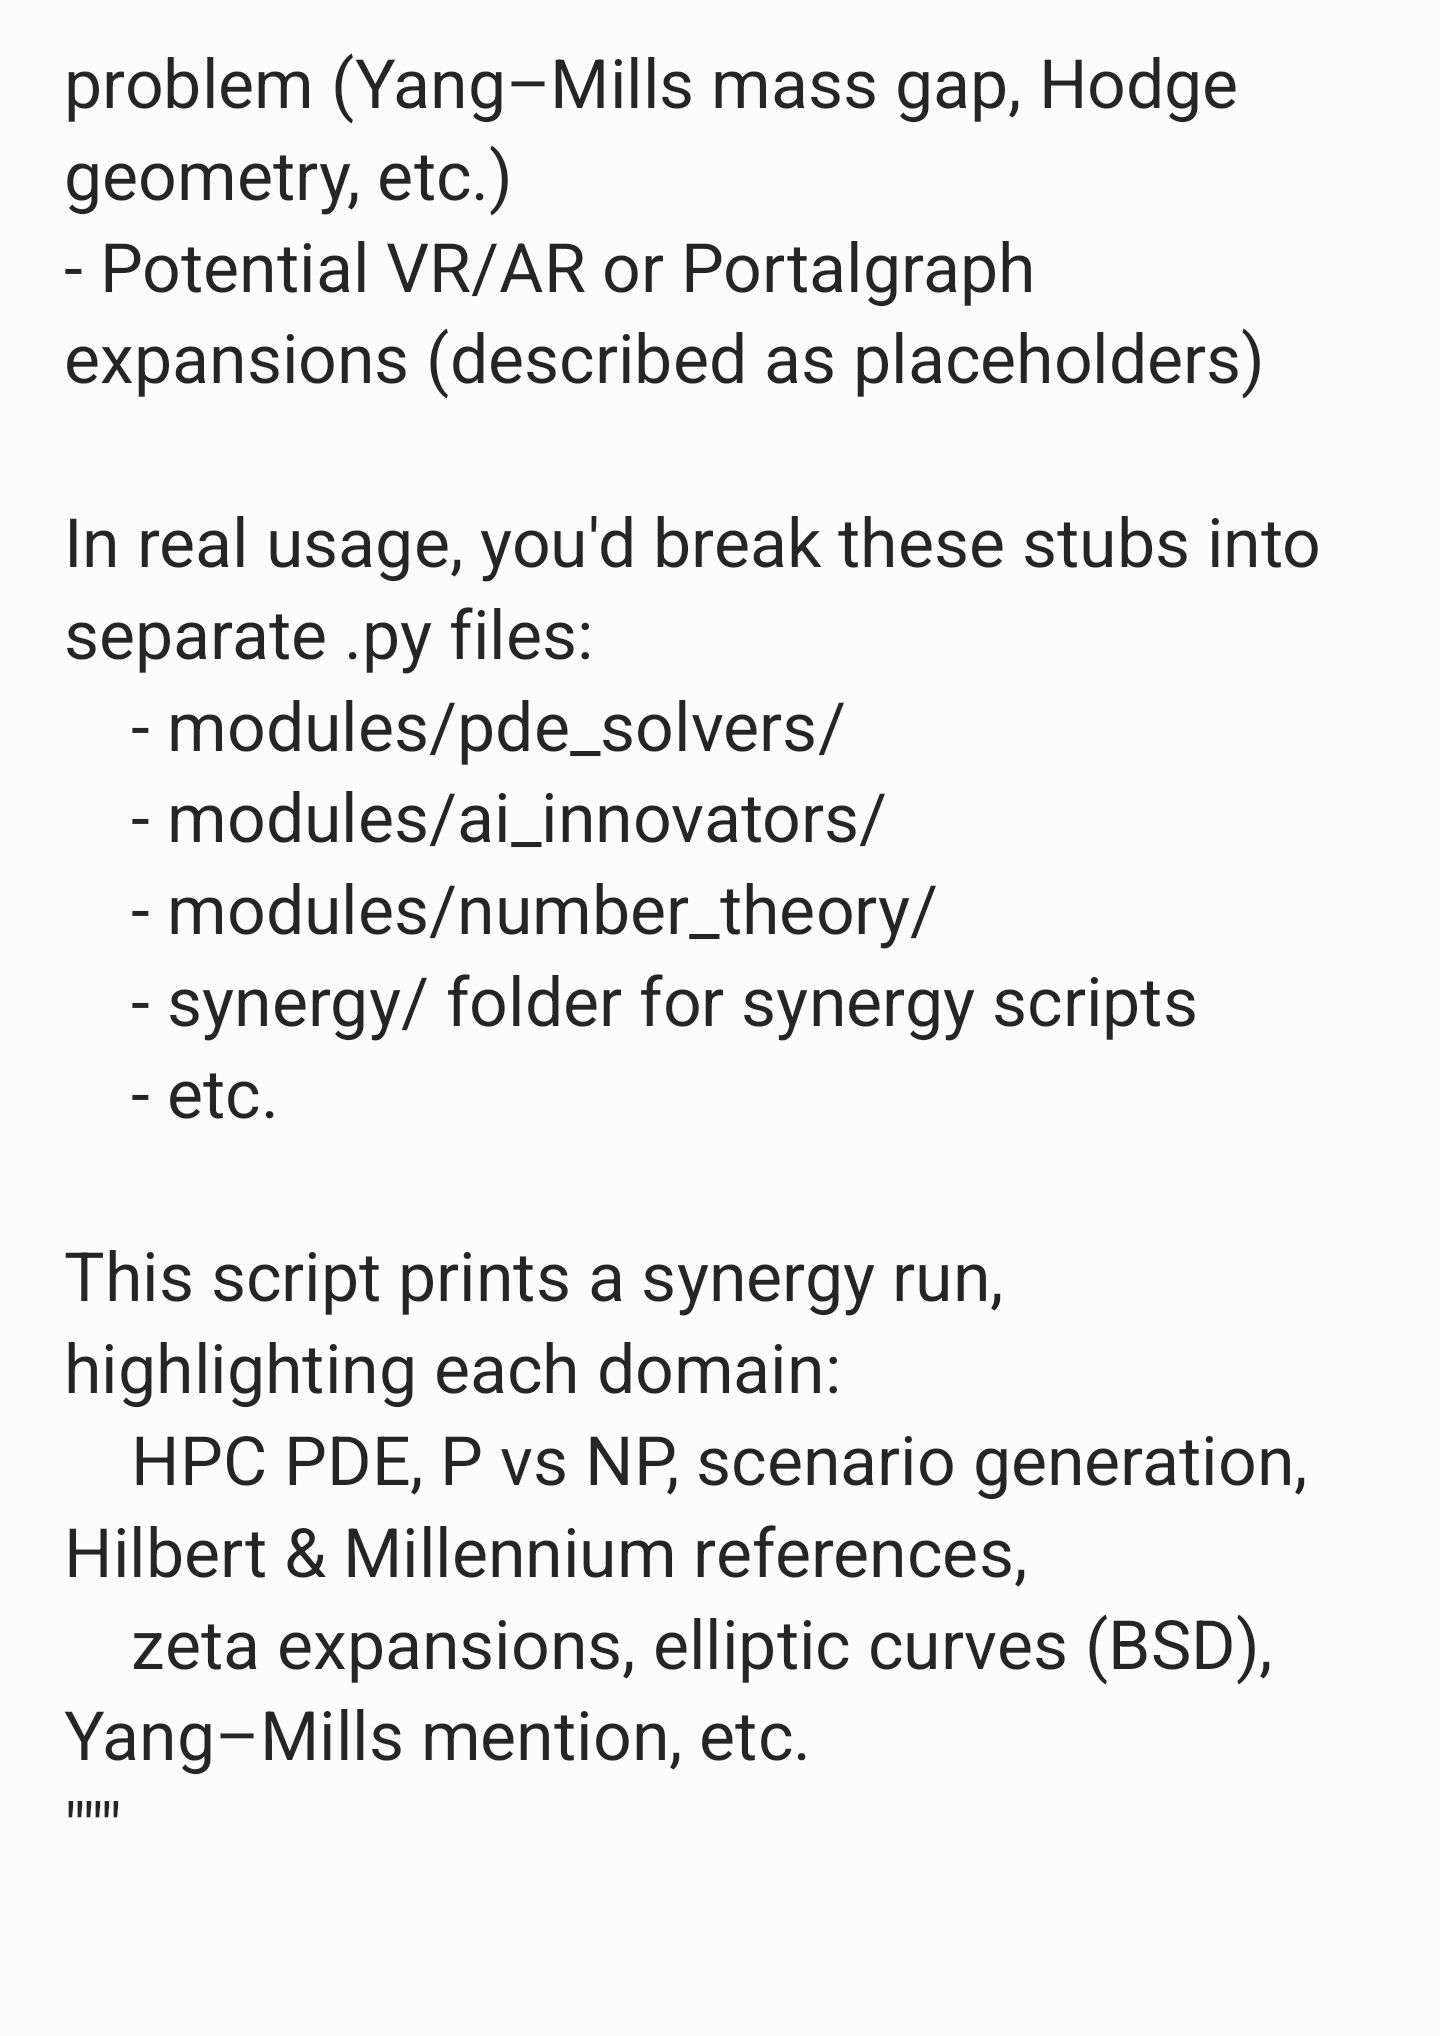 problem (Yang–Mills mass gap, Hodge
geometry, etc.)
- Potential VR/AR or Portalgraph
expansions (described as placeholders)
In real usage, you'd break these stubs into
separate .py files:
- modules/pde_solvers/
- modules/ai_innovators/
- modules/number_theory/
- synergy/ folder for synergy scripts
- etc.
This script prints a synergy run,
highlighting each domain:
HPC PDE, P vs NP, scenario generation,
Hilbert & Millennium references,
zeta expansions, elliptic curves (BSD),
Yang–Mills mention, etc.
"""